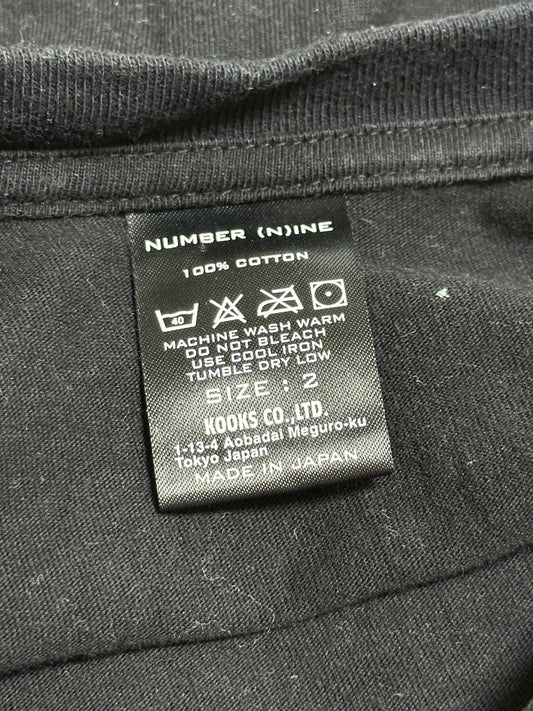 NUMBER (N)INE
100% COTTON
40
MACHINE WASH WARM
DO NOT BLEACH
USE COOL IRON
TUMBLE DRY LOW
SIZE : 2
KOOKS CO.,LTD.
1-13-4 Aobadai Meguro-ku
Tokyo Japan
MADE IN JAPAN